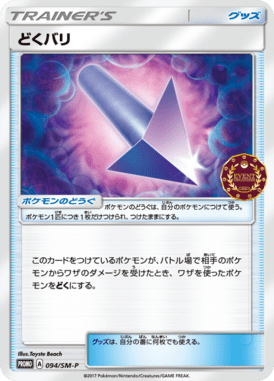 TRAINER'S
グッズ
どくバリ
EVENT
ポケモンのどうぐ
ポケモンのどうぐは、自分のポケモンにつけて使う。
ポケモン1匹につき1枚だけつけられ、つけたままにする。
このカードをつけているポケモンが、バトル場で相手のポケ
モンからワザのダメージを受けたとき、ワザを使ったポケモ
ンをどくにする。
グッズは、自分の番に何枚でも使える。
Illus. Toyste Beach
PROMO A 094/SM-P
©2017 Pokémon/Nintendo/Creatures/GAME FREAK.